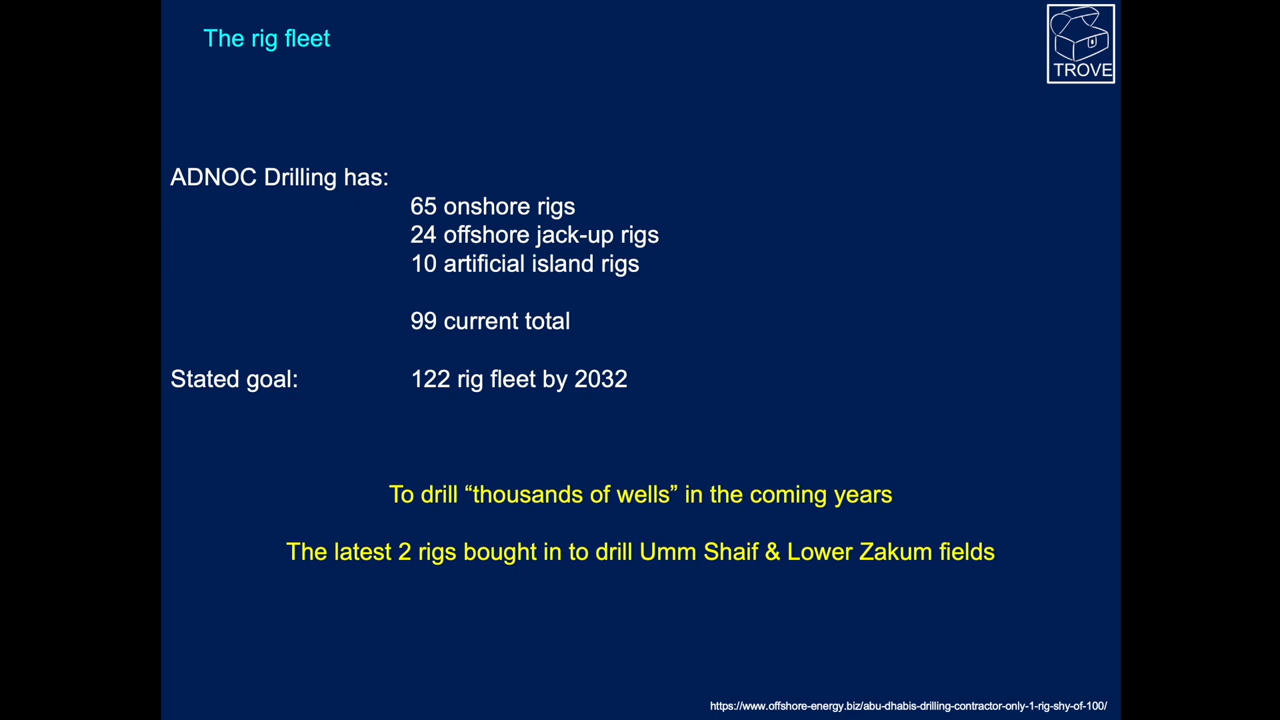 The rig fleet
TROVE
ADNOC Drilling has:
65 onshore rigs
24 offshore jack-up rigs
10 artificial island rigs
99 current total
Stated goal: 122 rig fleet by 2032
To drill “thousands of wells” in the coming years
The latest 2 rigs bought in to drill Umm Shaif & Lower Zakum fields
https://www.offshore-energy.biz/abu-dhabis-drilling-contractor-only-1-rig-shy-of-100/